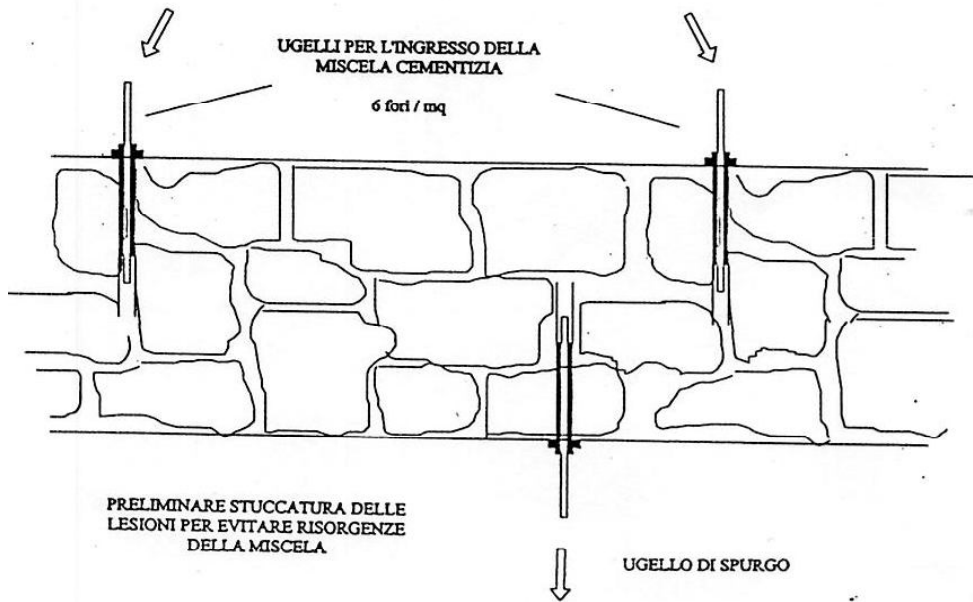 UGELLI PER L'INGRESSO DELLA
MISCELA CEMENTIZIA
6 fori / mq
PRELIMINARE STUCCATURA DELLE
LESIONI PER EVITARE RISORGENZE
DELLA MISCELA
UGELLO DI SPURGO